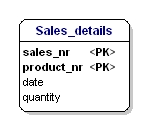 Sales_details
sales_nr <PK>
product_nr <PK>
date
quantity